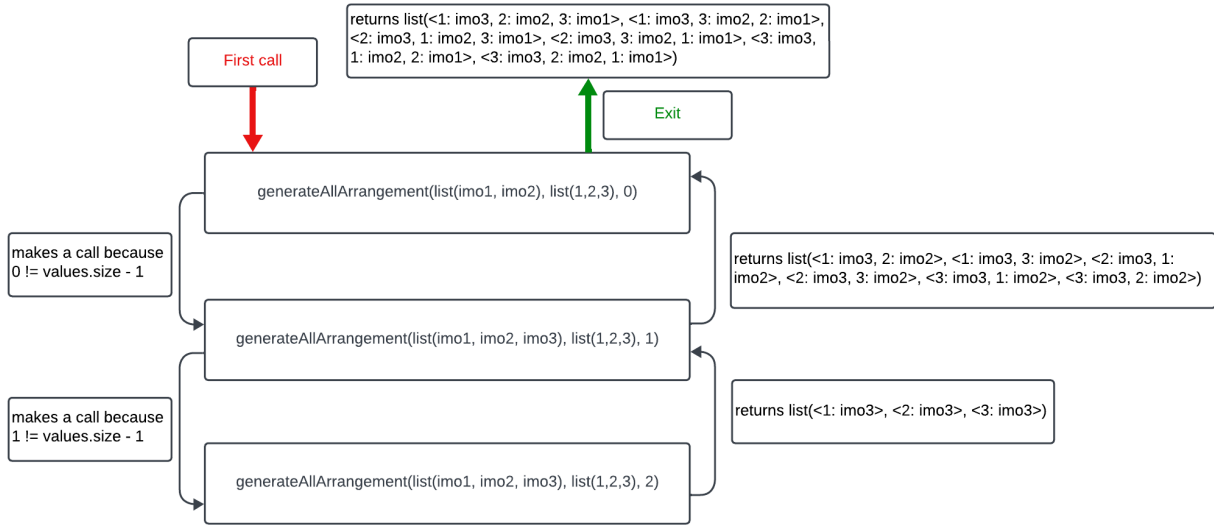 returns list(<1: imo3, 2: imo2, 3: imo1>, <1: imo3, 3: imo2, 2: imo1>,
<2: imo3, 1: imo2, 3: imo1>, <2: imo3, 3: imo2, 1: imo1>, <3: imo3,
1: imo2, 2: imo1>, <3: imo3, 2: imo2, 1: imo1>)
First call
Exit
generateAllArrangement(list(imo1, imo2), list(1,2,3), 0)
makes a call because
0 != values.size - 1
returns list(<1: imo3, 2: imo2>, <1: imo3, 3: imo2>, <2: imo3, 1:
imo2>, <2: imo3, 3: imo2>, <3: imo3, 1: imo2>, <3: imo3, 2: imo2>)
generateAllArrangement(list(imo1, imo2, imo3), list(1,2,3), 1)
makes a call because
1 != values.size - 1
returns list(<1: imo3>, <2: imo3>, <3: imo3>)
generateAllArrangement(list(imo1, imo2, imo3), list(1,2,3), 2)